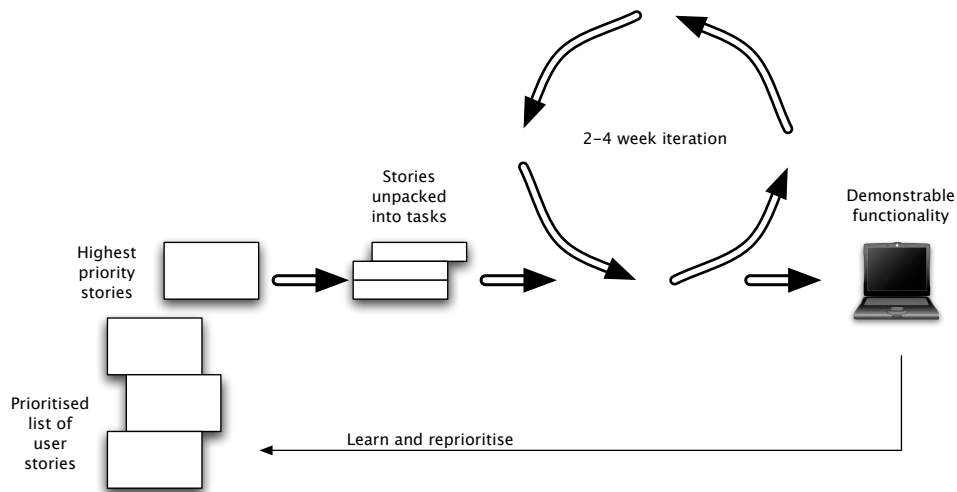 2-4 week iteration
Stories
unpacked
into tasks
Demonstrable
functionality
Highest
priority
stories
Prioritised
list of
user
stories
Learn and reprioritise